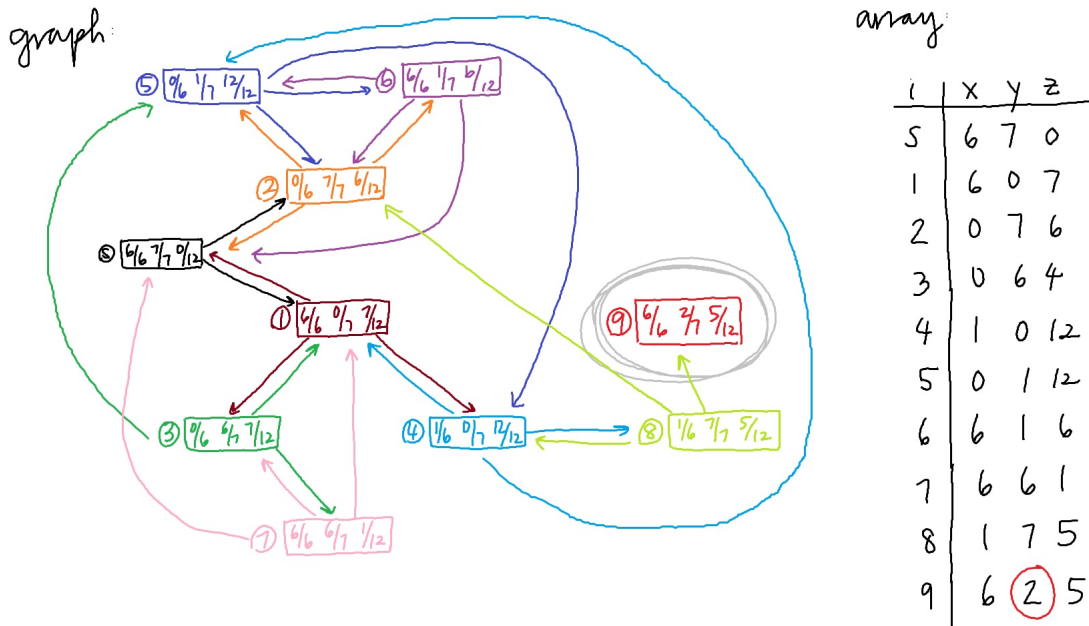 graph:
⑤ 0/6 1/7 12/12
⑥ 6/6 1/7 6/12
② 0/6 7/7 6/12
Ⓢ 6/6 7/7 0/12
① 6/6 0/7 7/12
⑨ 6/6 2/7 5/12
③ 0/6 6/7 7/12
④ 1/6 0/7 12/12
⑧ 1/6 7/7 5/12
⑦ 6/6 6/7 1/12
array:
i x y z
S 6 7 0
1 6 0 7
2 0 7 6
3 0 6 4
4 1 0 12
5 0 1 12
6 6 1 6
7 6 6 1
8 1 7 5
9 6 2 5